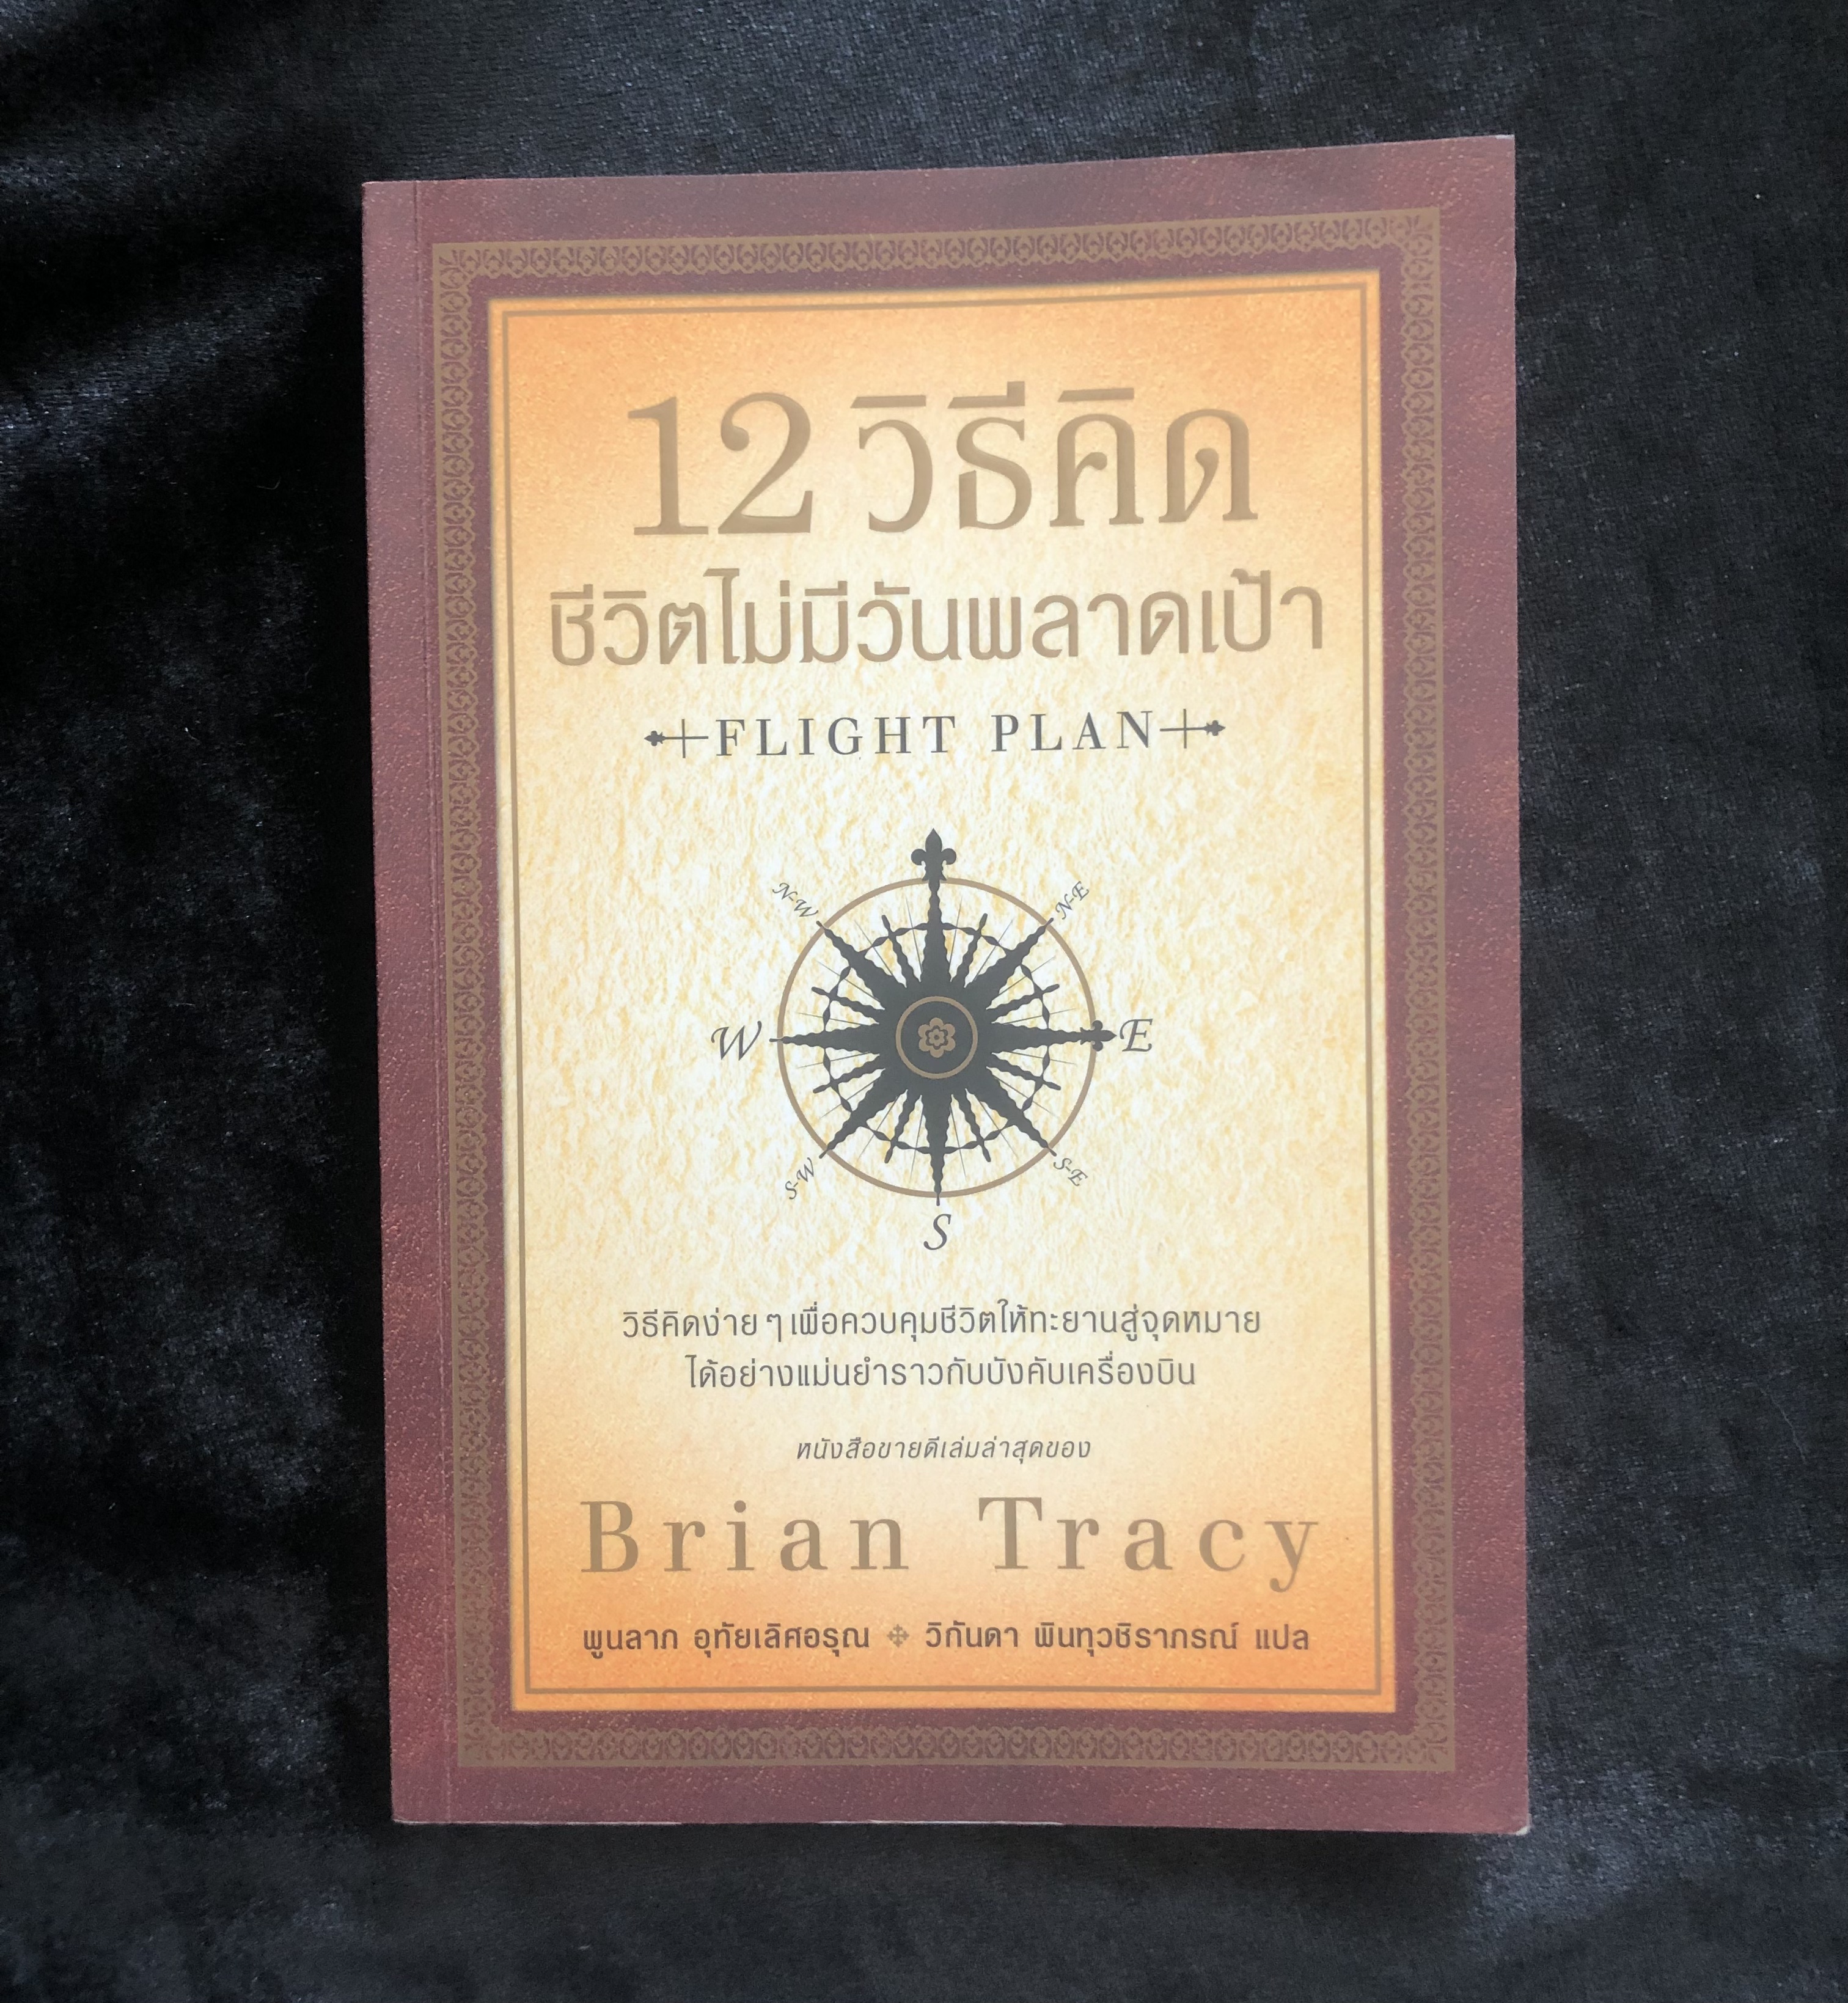 12 วิธีคิด
ชีวิตไม่มีวันพลาดเป้า
FLIGHT PLAN
N-W N-E
W E
S-W S-E
S
วิธีคิดง่าย ๆ เพื่อควบคุมชีวิตให้ทะยานสู่จุดหมาย
ได้อย่างแม่นยำราวกับบังคับเครื่องบิน
หนังสือขายดีเล่มล่าสุดของ
Brian Tracy
พูนลาภ อุทัยเลิศอรุณ วิกันดา พินทุวชิราภรณ์ แปล